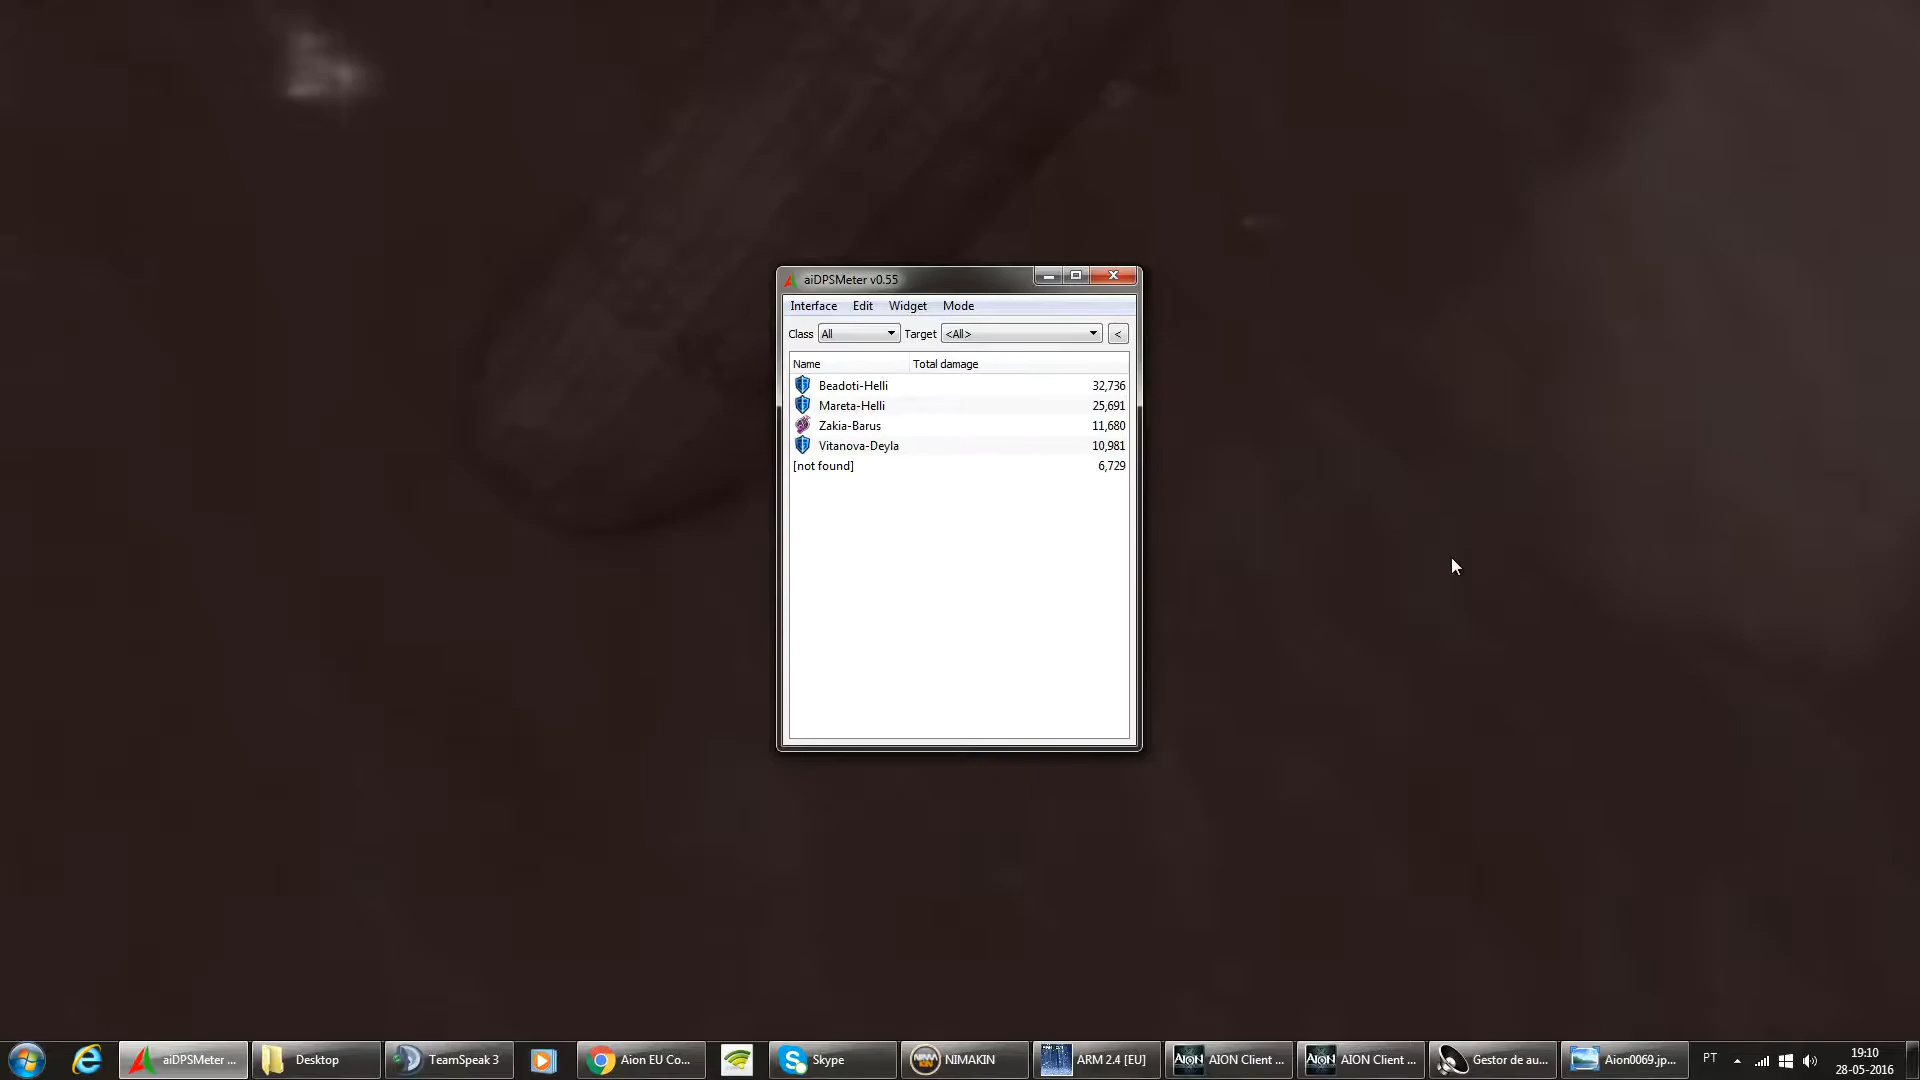 aiDPSMeter v0.55
Interface Edit Widget Mode
Class All Target <All> <
Name Total damage
Beadoti-Helli 32,736
Mareta-Helli 25,691
Zakia-Barus 11,680
Vitanova-Deyla 10,981
[not found] 6,729
aiDPSMeter ... Desktop TeamSpeak 3 Aion EU Co... Skype NIMAKIN ARM 2.4 [EU] AION AION Client ... AION AION Client ... Gestor de au... Aion0069.jp... PT 19:10
28-05-2016